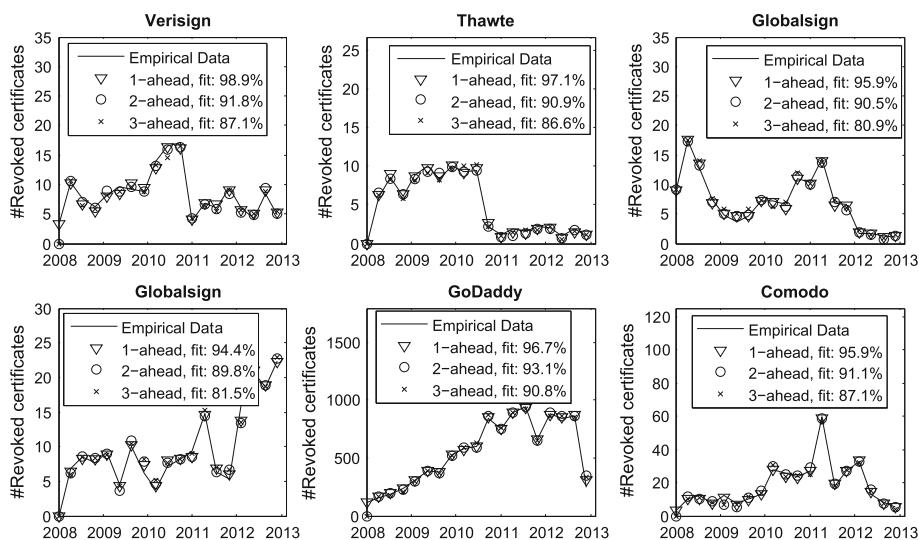 Verisign
#Revoked certificates
35
30
25
20
15
10
5
0
Empirical Data
1-ahead, fit: 98.9%
2-ahead, fit: 91.8%
3-ahead, fit: 87.1%
2008 2009 2010 2011 2012 2013
Thawte
25
20
15
10
5
0
Empirical Data
1-ahead, fit: 97.1%
2-ahead, fit: 90.9%
3-ahead, fit: 86.6%
2008 2009 2010 2011 2012 2013
Globalsign
#Revoked certificates
35
30
25
20
15
10
5
0
Empirical Data
1-ahead, fit: 95.9%
2-ahead, fit: 90.5%
3-ahead, fit: 80.9%
2008 2009 2010 2011 2012 2013
Globalsign
#Revoked certificates
30
25
20
15
10
5
0
Empirical Data
1-ahead, fit: 94.4%
2-ahead, fit: 89.8%
3-ahead, fit: 81.5%
2008 2009 2010 2011 2012 2013
GoDaddy
#Revoked certificates
1500
1000
500
0
Empirical Data
1-ahead, fit: 96.7%
2-ahead, fit: 93.1%
3-ahead, fit: 90.8%
2008 2009 2010 2011 2012 2013
Comodo
#Revoked certificates
120
100
80
60
40
20
0
Empirical Data
1-ahead, fit: 95.9%
2-ahead, fit: 91.1%
3-ahead, fit: 87.1%
2008 2009 2010 2011 2012 2013